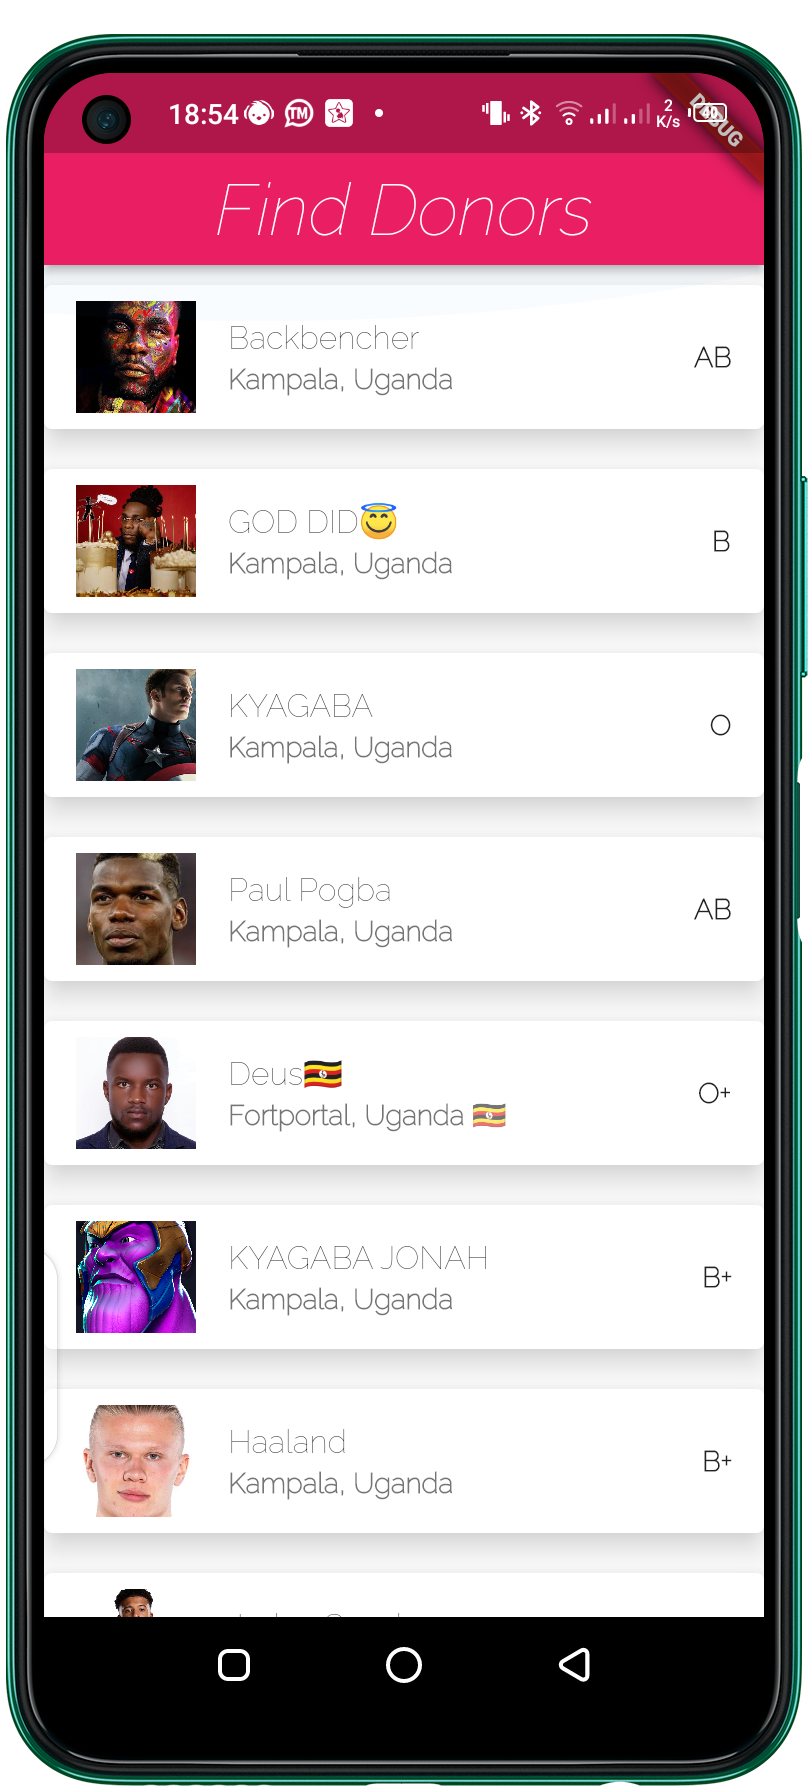 18:54
TM
2
K/s
40
DEBUG
Find Donors
Backbencher
Kampala, Uganda
AB
GOD DID😇
Kampala, Uganda
B
KYAGABA
Kampala, Uganda
O
Paul Pogba
Kampala, Uganda
AB
Deus🇺🇬
Fortportal, Uganda 🇺🇬
O+
KYAGABA JONAH
Kampala, Uganda
B+
Haaland
Kampala, Uganda
B+